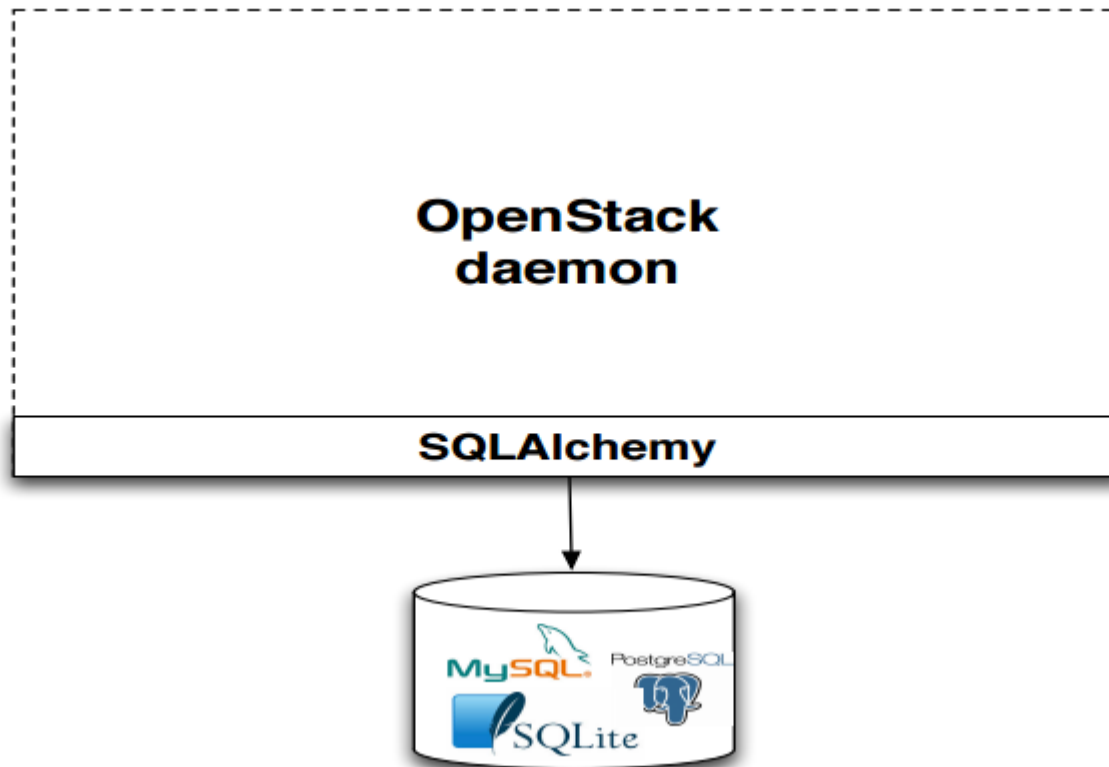 OpenStack
daemon
SQLAlchemy
MySQL®
PostgreSQL
SQLite